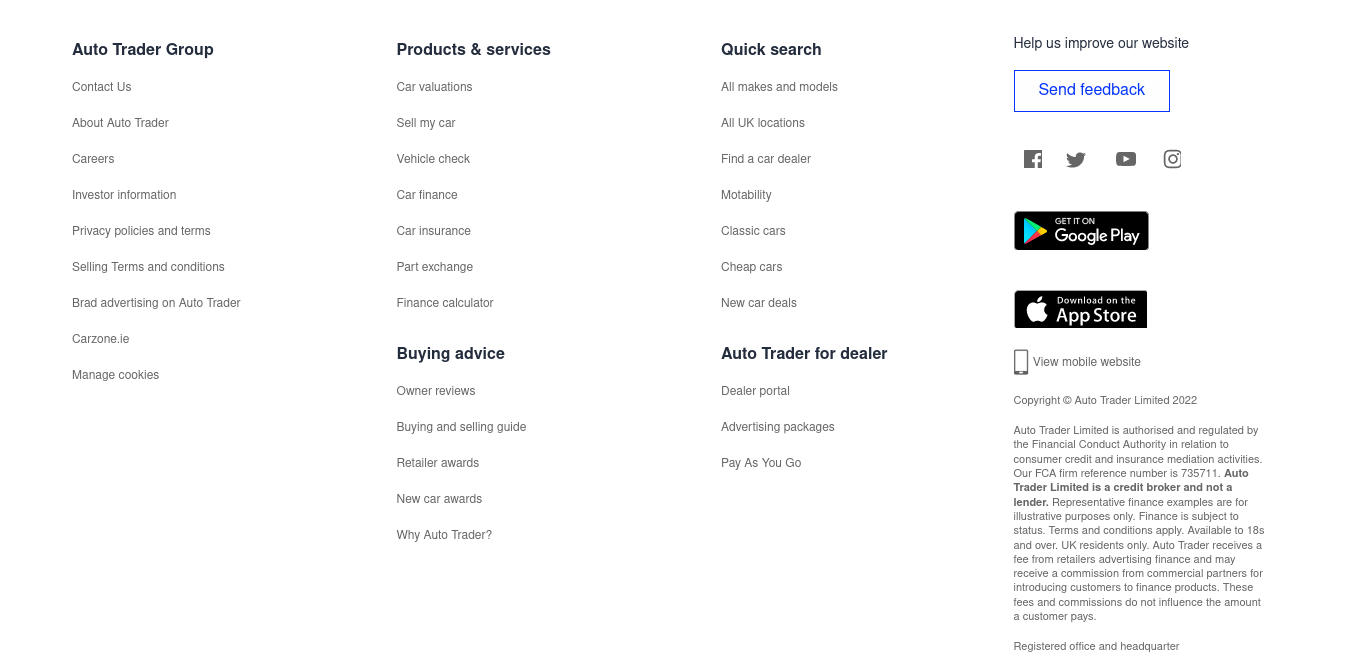 Auto Trader Group
Contact Us
About Auto Trader
Careers
Investor information
Privacy policies and terms
Selling Terms and conditions
Brad advertising on Auto Trader
Carzone.ie
Manage cookies
Products & services
Car valuations
Sell my car
Vehicle check
Car finance
Car insurance
Part exchange
Finance calculator
Buying advice
Owner reviews
Buying and selling guide
Retailer awards
New car awards
Why Auto Trader?
Quick search
All makes and models
All UK locations
Find a car dealer
Motability
Classic cars
Cheap cars
New car deals
Auto Trader for dealer
Dealer portal
Advertising packages
Pay As You Go
Help us improve our website
Send feedback
GET IT ON
Google Play
Download on the
App Store
View mobile website
Copyright © Auto Trader Limited 2022
Auto Trader Limited is authorised and regulated by
the Financial Conduct Authority in relation to
consumer credit and insurance mediation activities.
Our FCA firm reference number is 735711. Auto
Trader Limited is a credit broker and not a
lender. Representative finance examples are for
illustrative purposes only. Finance is subject to
status. Terms and conditions apply. Available to 18s
and over. UK residents only. Auto Trader receives a
fee from retailers advertising finance and may
receive a commission from commercial partners for
introducing customers to finance products. These
fees and commissions do not influence the amount
a customer pays.
Registered office and headquarter